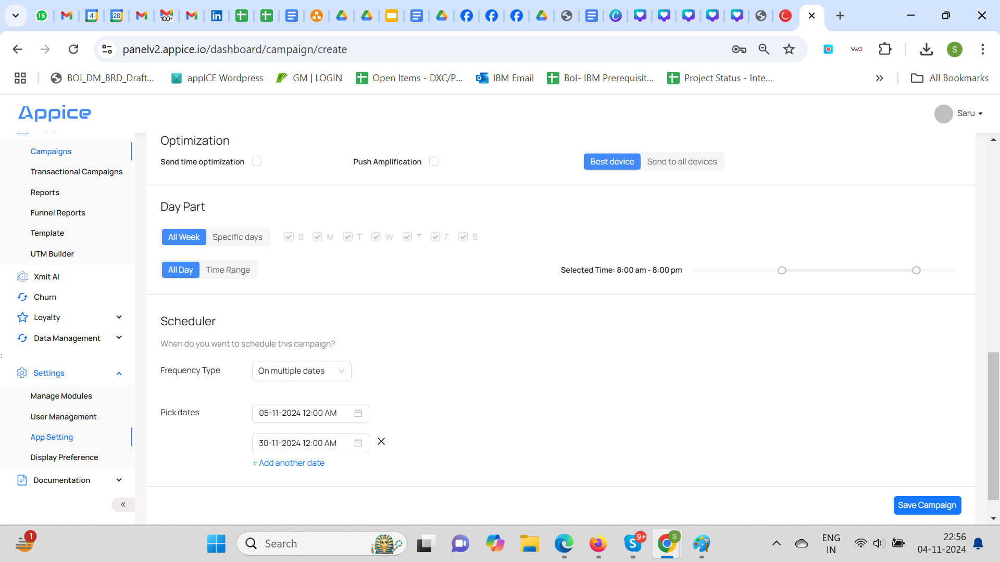 16
4
28
100+
panelv2.appice.io/dashboard/campaign/create
VWO
S
BOI_DM_BRD_Draft...
appICE Wordpress
GM | LOGIN
Open Items - DXC/P...
IBM Email
BoI- IBM Prerequisit...
Project Status - Inte...
All Bookmarks
Appice
Saru
Campaigns
Transactional Campaigns
Reports
Funnel Reports
Template
UTM Builder
Xmit AI
Churn
Loyalty
Data Management
:
Settings
Manage Modules
User Management
App Setting
Display Preference
Documentation
Optimization
Send time optimization
Push Amplification
Best device
Send to all devices
Day Part
All Week
Specific days
S M T W T F S
All Day
Time Range
Selected Time: 8:00 am - 8:00 pm
Scheduler
When do you want to schedule this campaign?
Frequency Type
On multiple dates
Pick dates
05-11-2024 12:00 AM
30-11-2024 12:00 AM
+ Add another date
Save Campaign
1
Search
S
9+
S
ENG
IN
22:56
04-11-2024